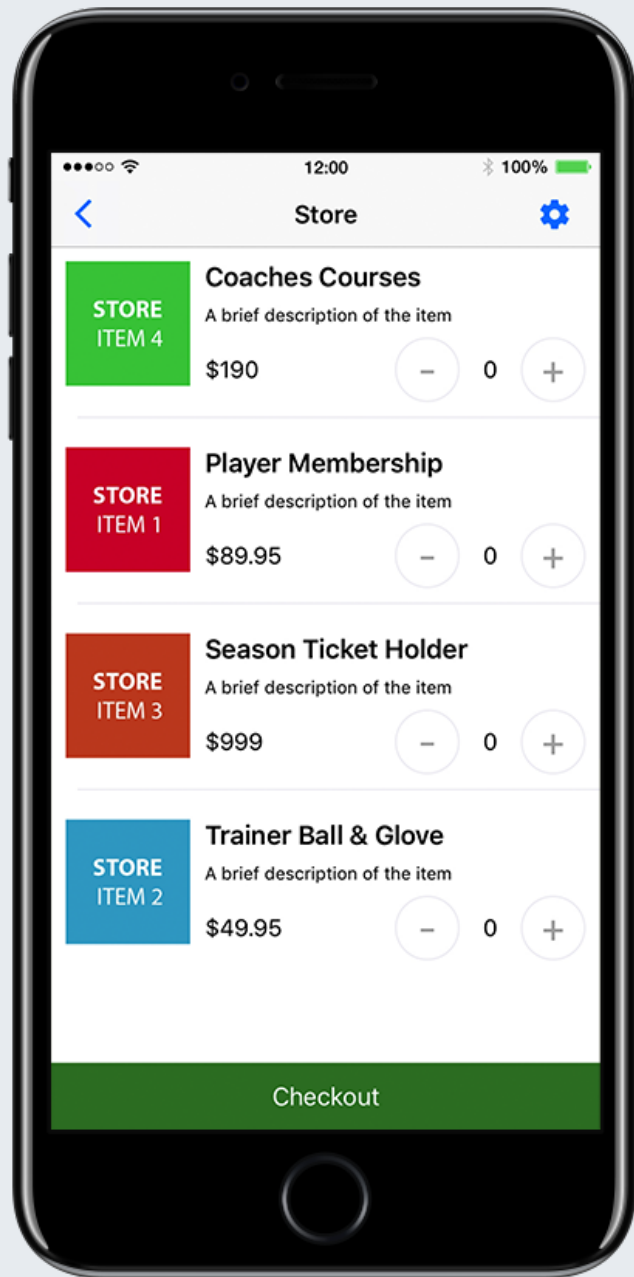 12:00
100%
Store
STORE
ITEM 4
Coaches Courses
A brief description of the item
$190
- 0 +
STORE
ITEM 1
Player Membership
A brief description of the item
$89.95
- 0 +
STORE
ITEM 3
Season Ticket Holder
A brief description of the item
$999
- 0 +
STORE
ITEM 2
Trainer Ball & Glove
A brief description of the item
$49.95
- 0 +
Checkout